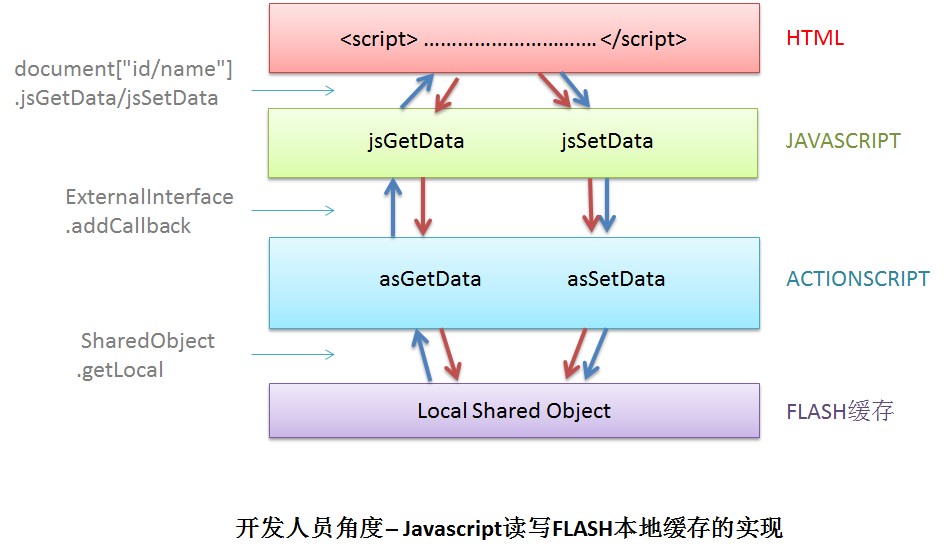 <script> ............................... </script>
HTML
document["id/name"]
.jsGetData/jsSetData
jsGetData
jsSetData
JAVASCRIPT
ExternalInterface
.addCallback
asGetData
asSetData
ACTIONSCRIPT
SharedObject
.getLocal
Local Shared Object
FLASH缓存
开发人员角度– Javascript读写FLASH本地缓存的实现